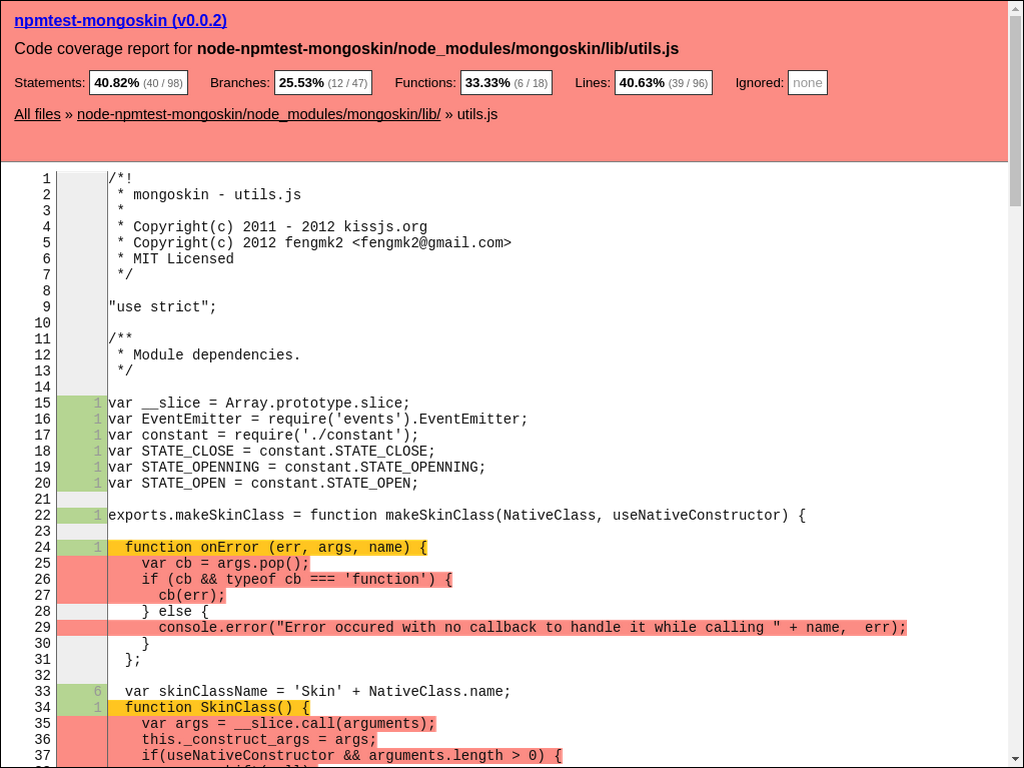 npmtest-mongoskin (v0.0.2)
Code coverage report for node-npmtest-mongoskin/node_modules/mongoskin/lib/utils.js
Statements: 40.82% (40 / 98) Branches: 25.53% (12 / 47) Functions: 33.33% (6 / 18) Lines: 40.63% (39 / 96) Ignored: none
All files » node-npmtest-mongoskin/node_modules/mongoskin/lib/ » utils.js
1 /*!
2  * mongoskin - utils.js
3  *
4  * Copyright(c) 2011 - 2012 kissjs.org
5  * Copyright(c) 2012 fengmk2 <fengmk2@gmail.com>
6  * MIT Licensed
7  */
8
9 "use strict";
10
11 /**
12  * Module dependencies.
13  */
14
15 1 var __slice = Array.prototype.slice;
16 1 var EventEmitter = require('events').EventEmitter;
17 1 var constant = require('./constant');
18 1 var STATE_CLOSE = constant.STATE_CLOSE;
19 1 var STATE_OPENNING = constant.STATE_OPENNING;
20 1 var STATE_OPEN = constant.STATE_OPEN;
21
22 1 exports.makeSkinClass = function makeSkinClass(NativeClass, useNativeConstructor) {
23
24 1   function onError (err, args, name) {
25     var cb = args.pop();
26     if (cb && typeof cb === 'function') {
27       cb(err);
28     } else {
29       console.error("Error occured with no callback to handle it while calling " + name,  err);
30     }
31   };
32
33 6   var skinClassName = 'Skin' + NativeClass.name;
34 1   function SkinClass() {
35     var args = __slice.call(arguments);
36     this._construct_args = args;
37     if(useNativeConstructor && arguments.length > 0) {